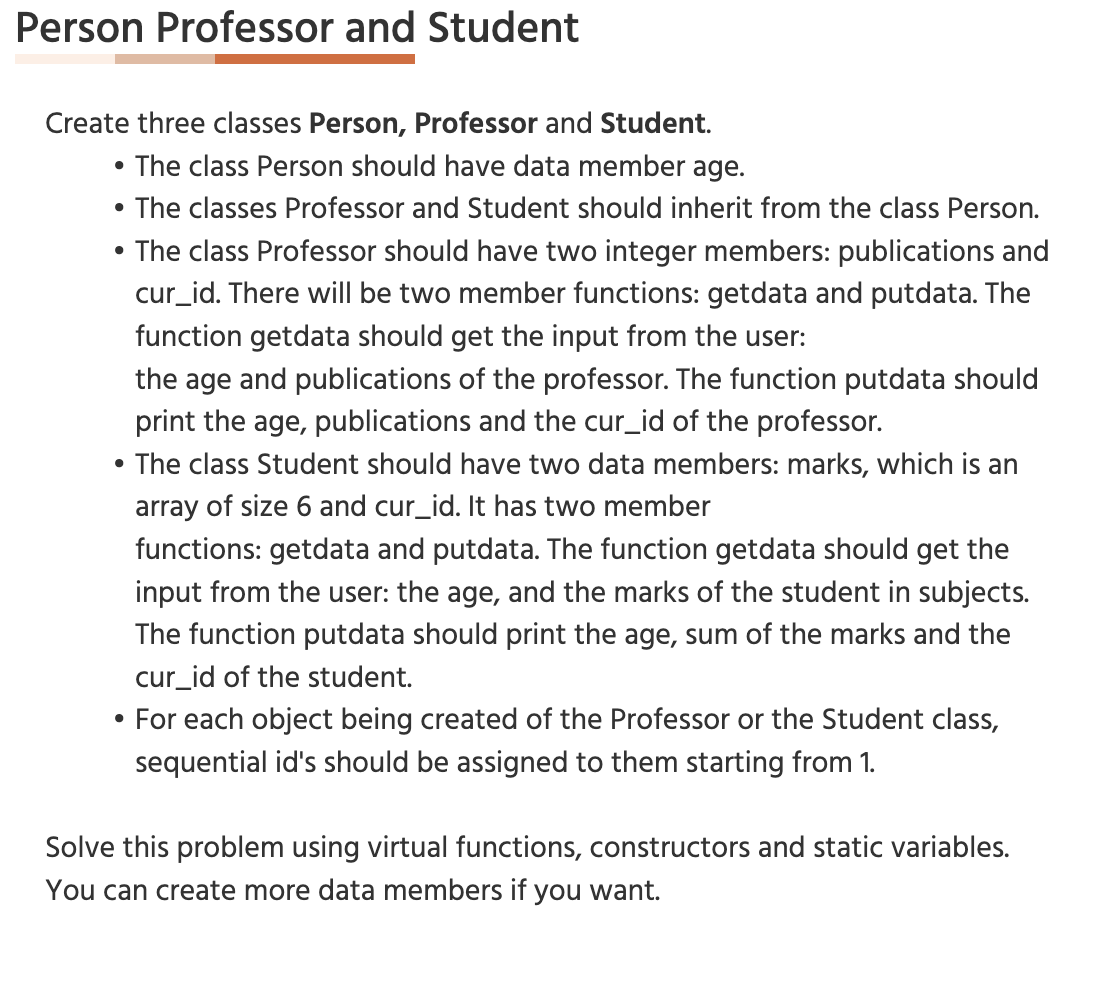 Person Professor and Student
Create three classes Person, Professor and Student.
• The class Person should have data member age.
• The classes Professor and Student should inherit from the class Person.
• The class Professor should have two integer members: publications and
cur_id. There will be two member functions: getdata and putdata. The
function getdata should get the input from the user:
the age and publications of the professor. The function putdata should
print the age, publications and the cur_id of the professor.
• The class Student should have two data members: marks, which is an
array of size 6 and cur_id. It has two member
functions: getdata and putdata. The function getdata should get the
input from the user: the age, and the marks of the student in subjects.
The function putdata should print the age, sum of the marks and the
cur_id of the student.
• For each object being created of the Professor or the Student class,
sequential id's should be assigned to them starting from 1.
Solve this problem using virtual functions, constructors and static variables.
You can create more data members if you want.